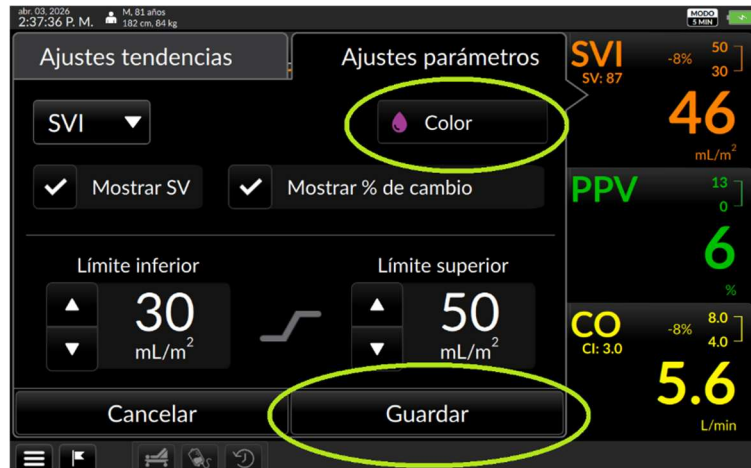 abr. 03, 2026
2:37:36 P. M.
M, 81 años
182 cm, 84 kg
MODO
5 MIN
Ajustes tendencias
Ajustes parámetros
SVI
Color
Mostrar SV
Mostrar % de cambio
Límite inferior
Límite superior
30
50
mL/m²
mL/m²
Cancelar
Guardar
SVI
SV: 87
-8%
50
30
46
mL/m²
PPV
13
0
6
%
CO
CI: 3.0
-8%
8.0
4.0
5.6
L/min